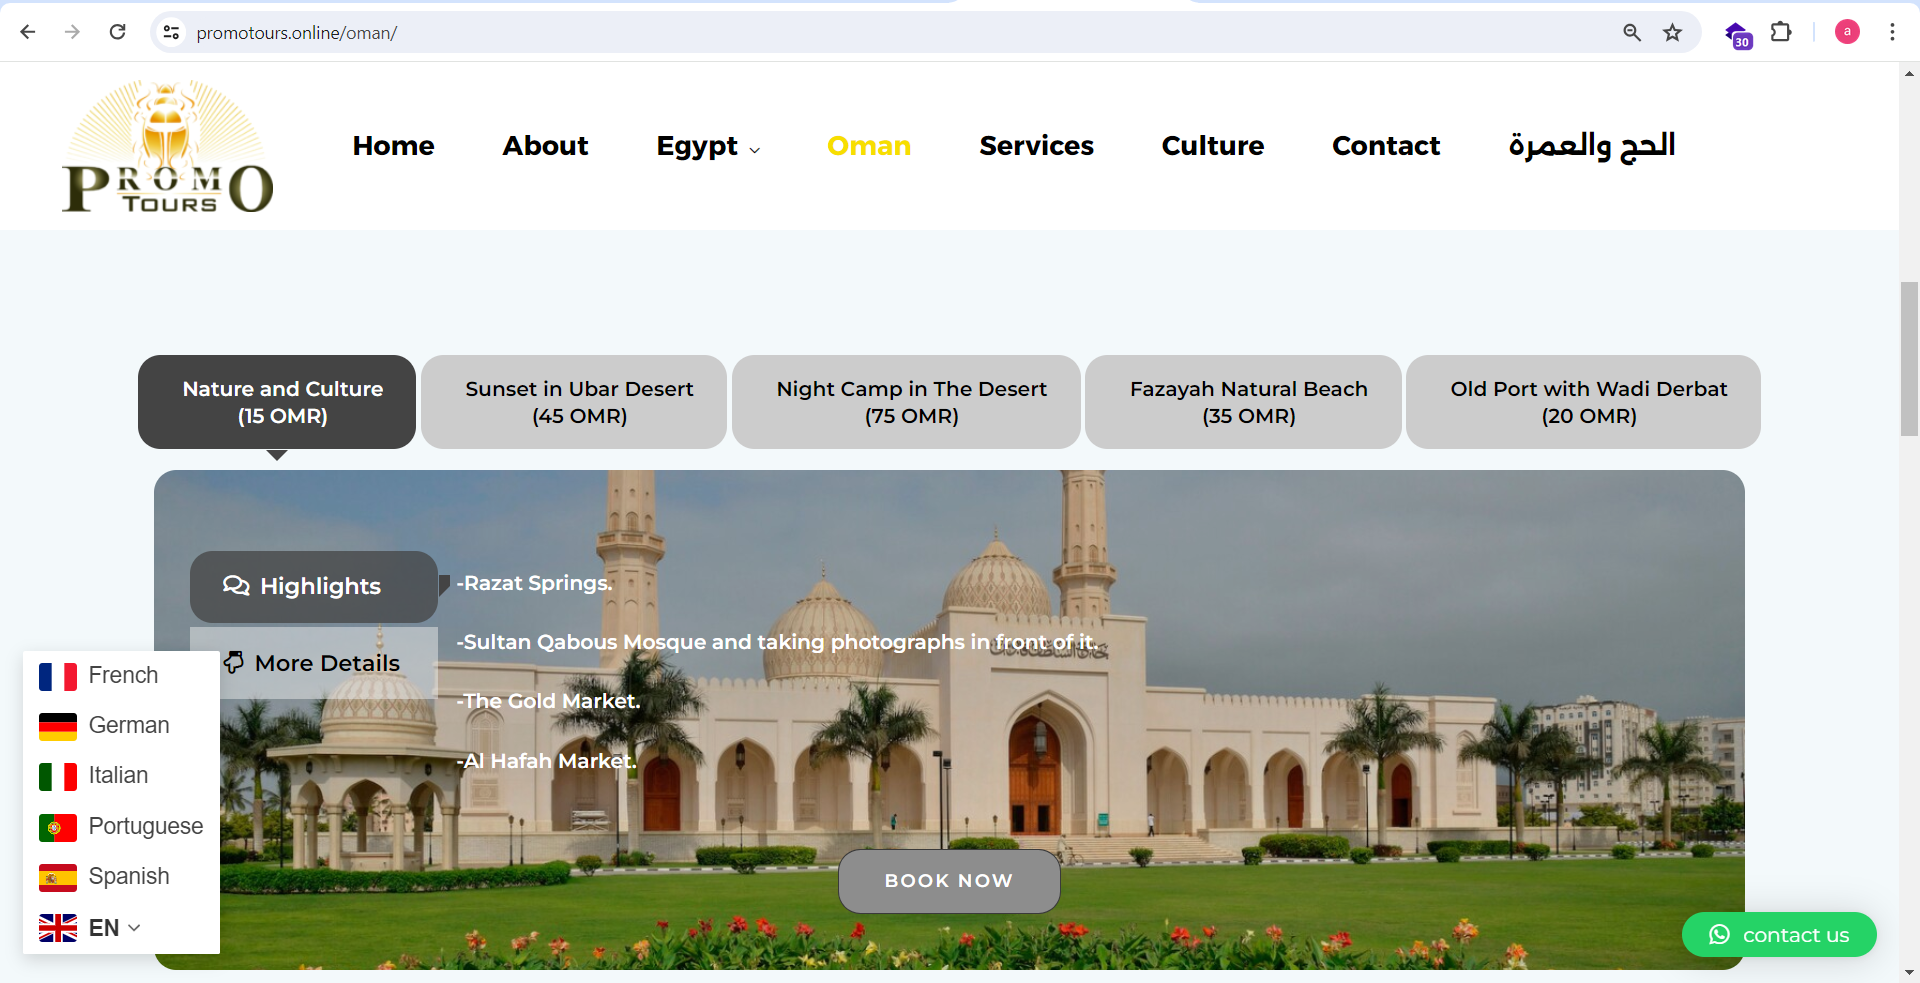 promotours.online/oman/
30
a
PROMO
TOURS
Home
About
Egypt
Oman
Services
Culture
Contact
الحج والعمرة
Nature and Culture
(15 OMR)
Sunset in Ubar Desert
(45 OMR)
Night Camp in The Desert
(75 OMR)
Fazayah Natural Beach
(35 OMR)
Old Port with Wadi Derbat
(20 OMR)
Highlights
More Details
-Razat Springs.
-Sultan Qabous Mosque and taking photographs in front of it.
-The Gold Market.
-Al Hafah Market.
BOOK NOW
French
German
Italian
Portuguese
Spanish
EN
contact us